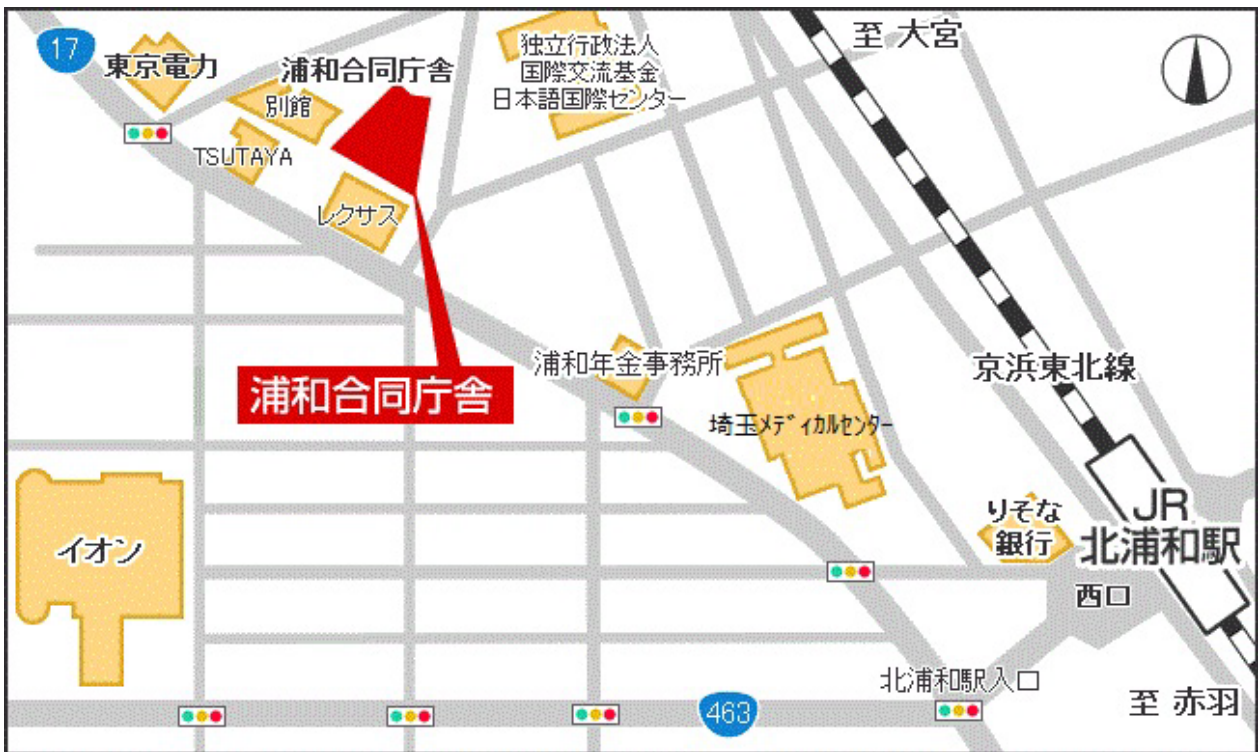 17
東京電力
浦和合同庁舎
別館
TSUTAYA
レクサス
独立行政法人
国際交流基金
日本語国際センター
至 大宮
浦和合同庁舎
浦和年金事務所
埼玉メディカルセンター
京浜東北線
イオン
りそな
銀行
JR
北浦和駅
西口
北浦和駅入口
463
至 赤羽